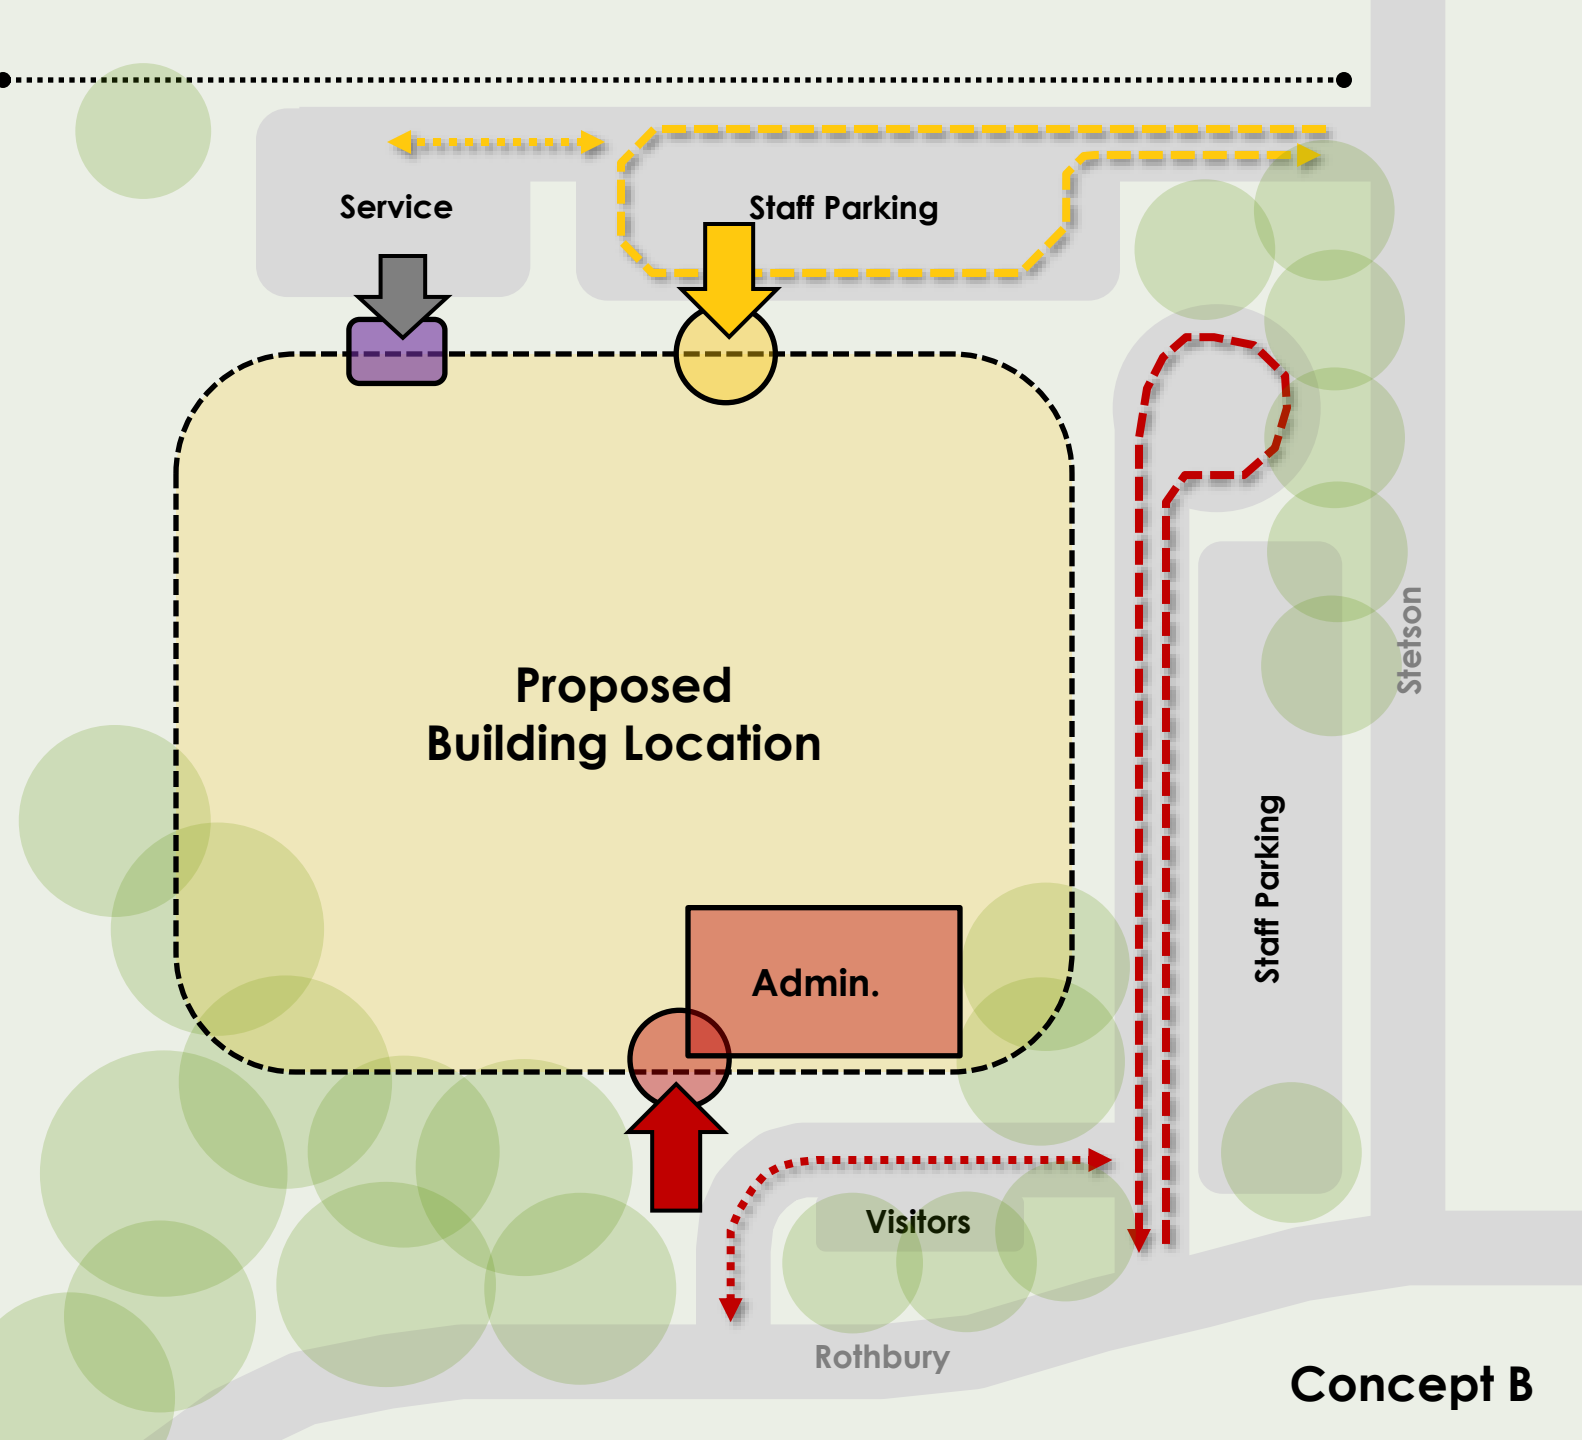 Service
Staff Parking
Proposed
Building Location
Stetson
Staff Parking
Admin.
Visitors
Rothbury
Concept B